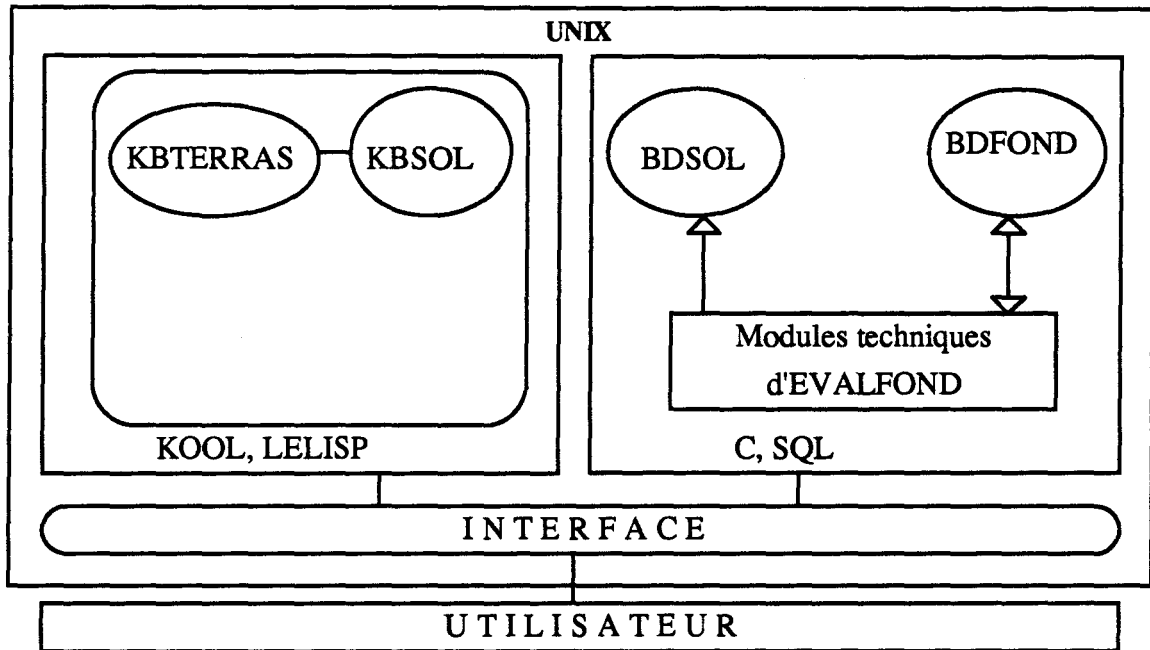 UNIX
KBTERRAS
KBSOL
BDSOL
BDFOND
Modules techniques
d'EVALFOND
KOOL, LELISP
C, SQL
INTERFACE
UTILISATEUR